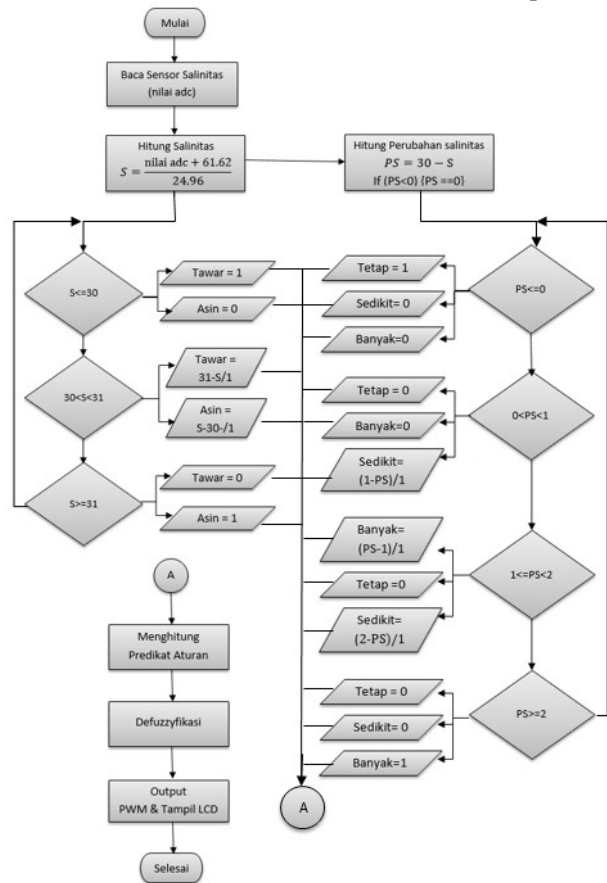 Mulai
Baca Sensor Salinitas
(nilai adc)
Hitung Salinitas
S = (nilai adc + 61.62) / 24.96
Hitung Perubahan salinitas
PS = 30 − S
If (PS<0) {PS ==0}
S<=30
Tawar = 1
Asin = 0
30<S<31
Tawar =
31-S/1
Asin =
S-30-/1
S>=31
Tawar = 0
Asin = 1
Tetap = 1
Sedikit= 0
Banyak=0
PS<=0
Tetap = 0
Banyak=0
Sedikit=
(1-PS)/1
0<PS<1
Banyak=
(PS-1)/1
Tetap =0
Sedikit=
(2-PS)/1
1<=PS<2
Tetap = 0
Sedikit= 0
Banyak=1
PS>=2
A
A
Menghitung
Predikat Aturan
Defuzzyfikasi
Output
PWM & Tampil LCD
Selesai